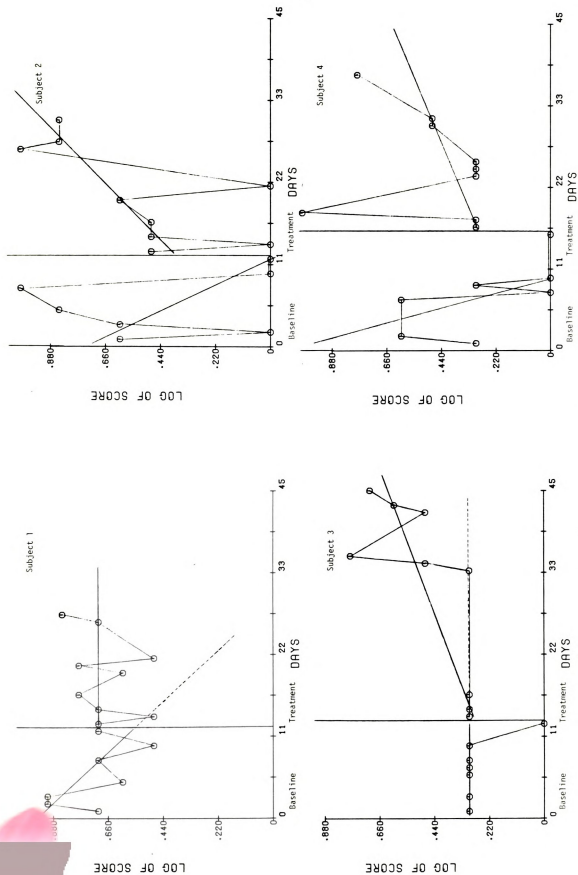 Subject 1
LOG OF SCORE
.880
.660
.440
.220
0
0
11
22
33
45
Baseline
Treatment
DAYS
Subject 2
LOG OF SCORE
.880
.660
.440
.220
0
0
11
22
33
45
Baseline
Treatment
DAYS
Subject 3
LOG OF SCORE
.880
.660
.440
.220
0
0
11
22
33
45
Baseline
Treatment
DAYS
Subject 4
LOG OF SCORE
.880
.660
.440
.220
0
0
11
22
33
45
Baseline
Treatment
DAYS